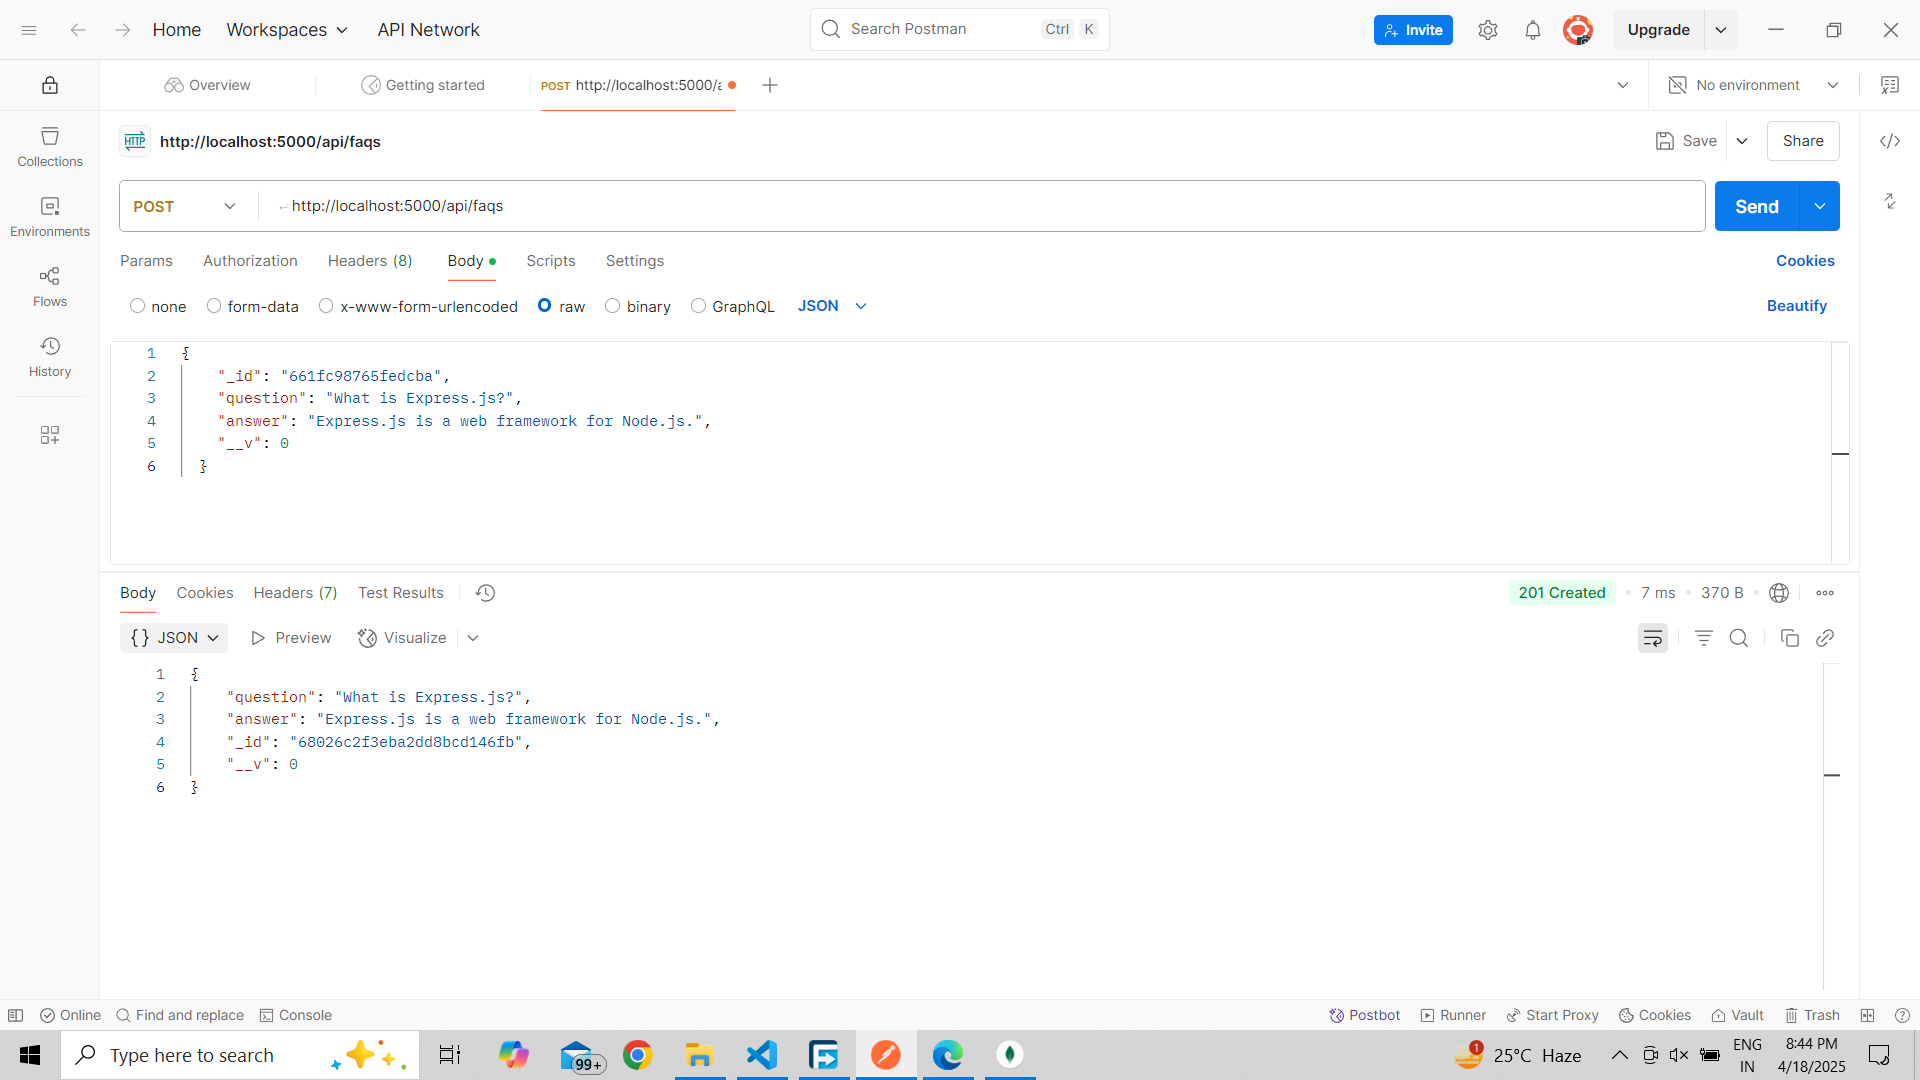 Home Workspaces API Network Search Postman Ctrl K Invite Upgrade
Overview Getting started POST http://localhost:5000/a No environment
HTTP http://localhost:5000/api/faqs Save Share
POST http://localhost:5000/api/faqs Send
Params Authorization Headers (8) Body Scripts Settings Cookies
none form-data x-www-form-urlencoded raw binary GraphQL JSON Beautify
Collections
Environments
Flows
History
1 {
2 "_id": "661fc98765fedcba",
3 "question": "What is Express.js?",
4 "answer": "Express.js is a web framework for Node.js.",
5 "__v": 0
6 }
Body Cookies Headers (7) Test Results 201 Created • 7 ms • 370 B
{} JSON Preview Visualize
1 {
2 "question": "What is Express.js?",
3 "answer": "Express.js is a web framework for Node.js.",
4 "_id": "68026c2f3eba2dd8bcd146fb",
5 "__v": 0
6 }
Online Find and replace Console Postbot Runner Start Proxy Cookies Vault Trash
Type here to search 99+ 1 25°C Haze ENG IN 8:44 PM 4/18/2025